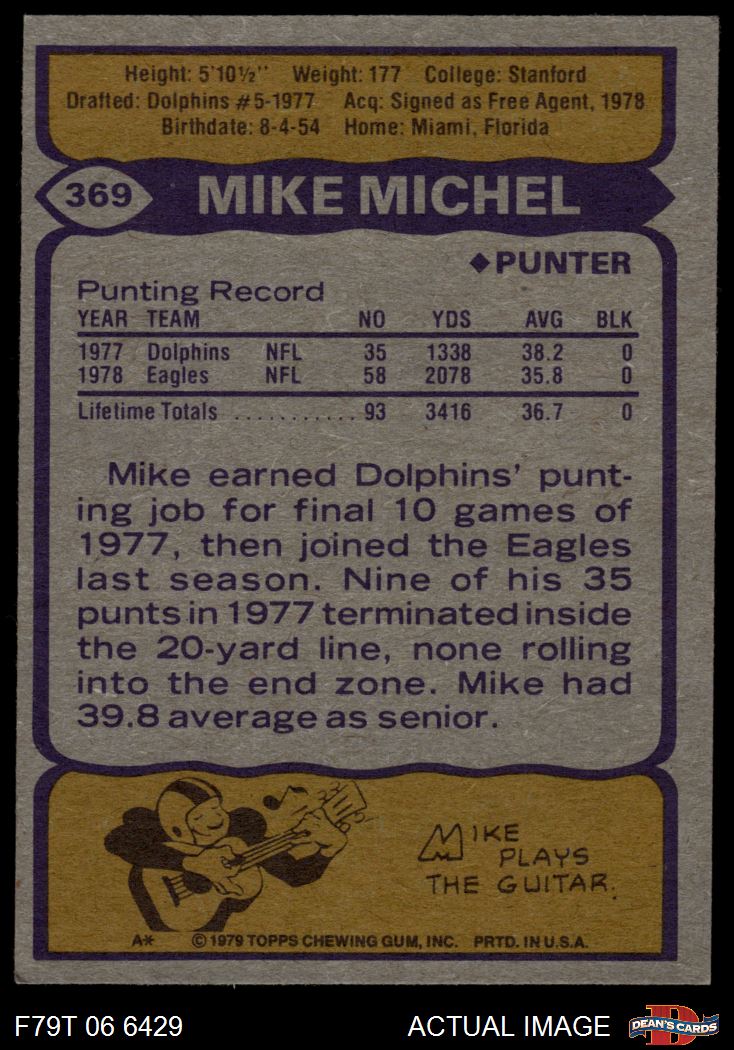 Height: 5'10½" Weight: 177 College: Stanford
Drafted: Dolphins #5-1977 Acq: Signed as Free Agent, 1978
Birthdate: 8-4-54 Home: Miami, Florida
369 MIKE MICHEL
◆PUNTER
Punting Record
YEAR TEAM NO YDS AVG BLK
1977 Dolphins NFL 35 1338 38.2 0
1978 Eagles NFL 58 2078 35.8 0
Lifetime Totals ........... 93 3416 36.7 0
Mike earned Dolphins' punt-
ing job for final 10 games of
1977, then joined the Eagles
last season. Nine of his 35
punts in 1977 terminated inside
the 20-yard line, none rolling
into the end zone. Mike had
39.8 average as senior.
MIKE
PLAYS
THE GUITAR.
A* © 1979 TOPPS CHEWING GUM, INC. PRTD. IN U.S.A.
F79T 06 6429 ACTUAL IMAGE D DEAN'S CARDS